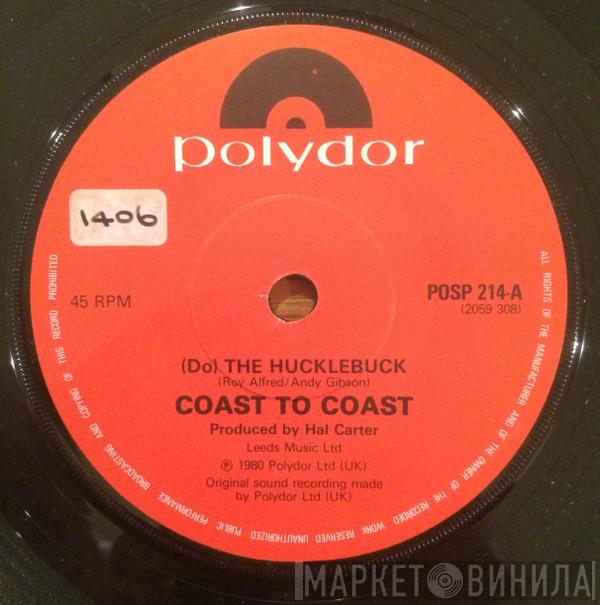 polydor
1406
45 RPM
POSP 214-A
(2059 308)
(Do) THE HUCKLEBUCK
(Roy Alfred/Andy Gibson)
COAST TO COAST
Produced by Hal Carter
Leeds Music Ltd
℗ 1980 Polydor Ltd (UK)
Original sound recording made
by Polydor Ltd (UK)
ALL RIGHTS OF THE MANUFACTURER AND OF THE OWNER OF THE RECORDED WORK RESERVED UNAUTHORIZED PUBLIC PERFORMANCE BROADCASTING AND COPYING OF THIS RECORD PROHIBITED
МАРКЕТ ВИНИЛА